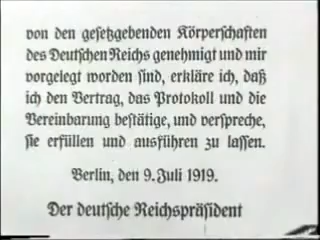 von den gesetzgebenden Körperschaften
des Deutschen Reichs genehmigt und mir
vorgelegt worden sind, erkläre ich, daß
ich den Vertrag, das Protokoll und die
Vereinbarung bestätige, und verspreche,
sie erfüllen und ausführen zu lassen.
Berlin, den 9. Juli 1919.
Der deutsche Reichspräsident